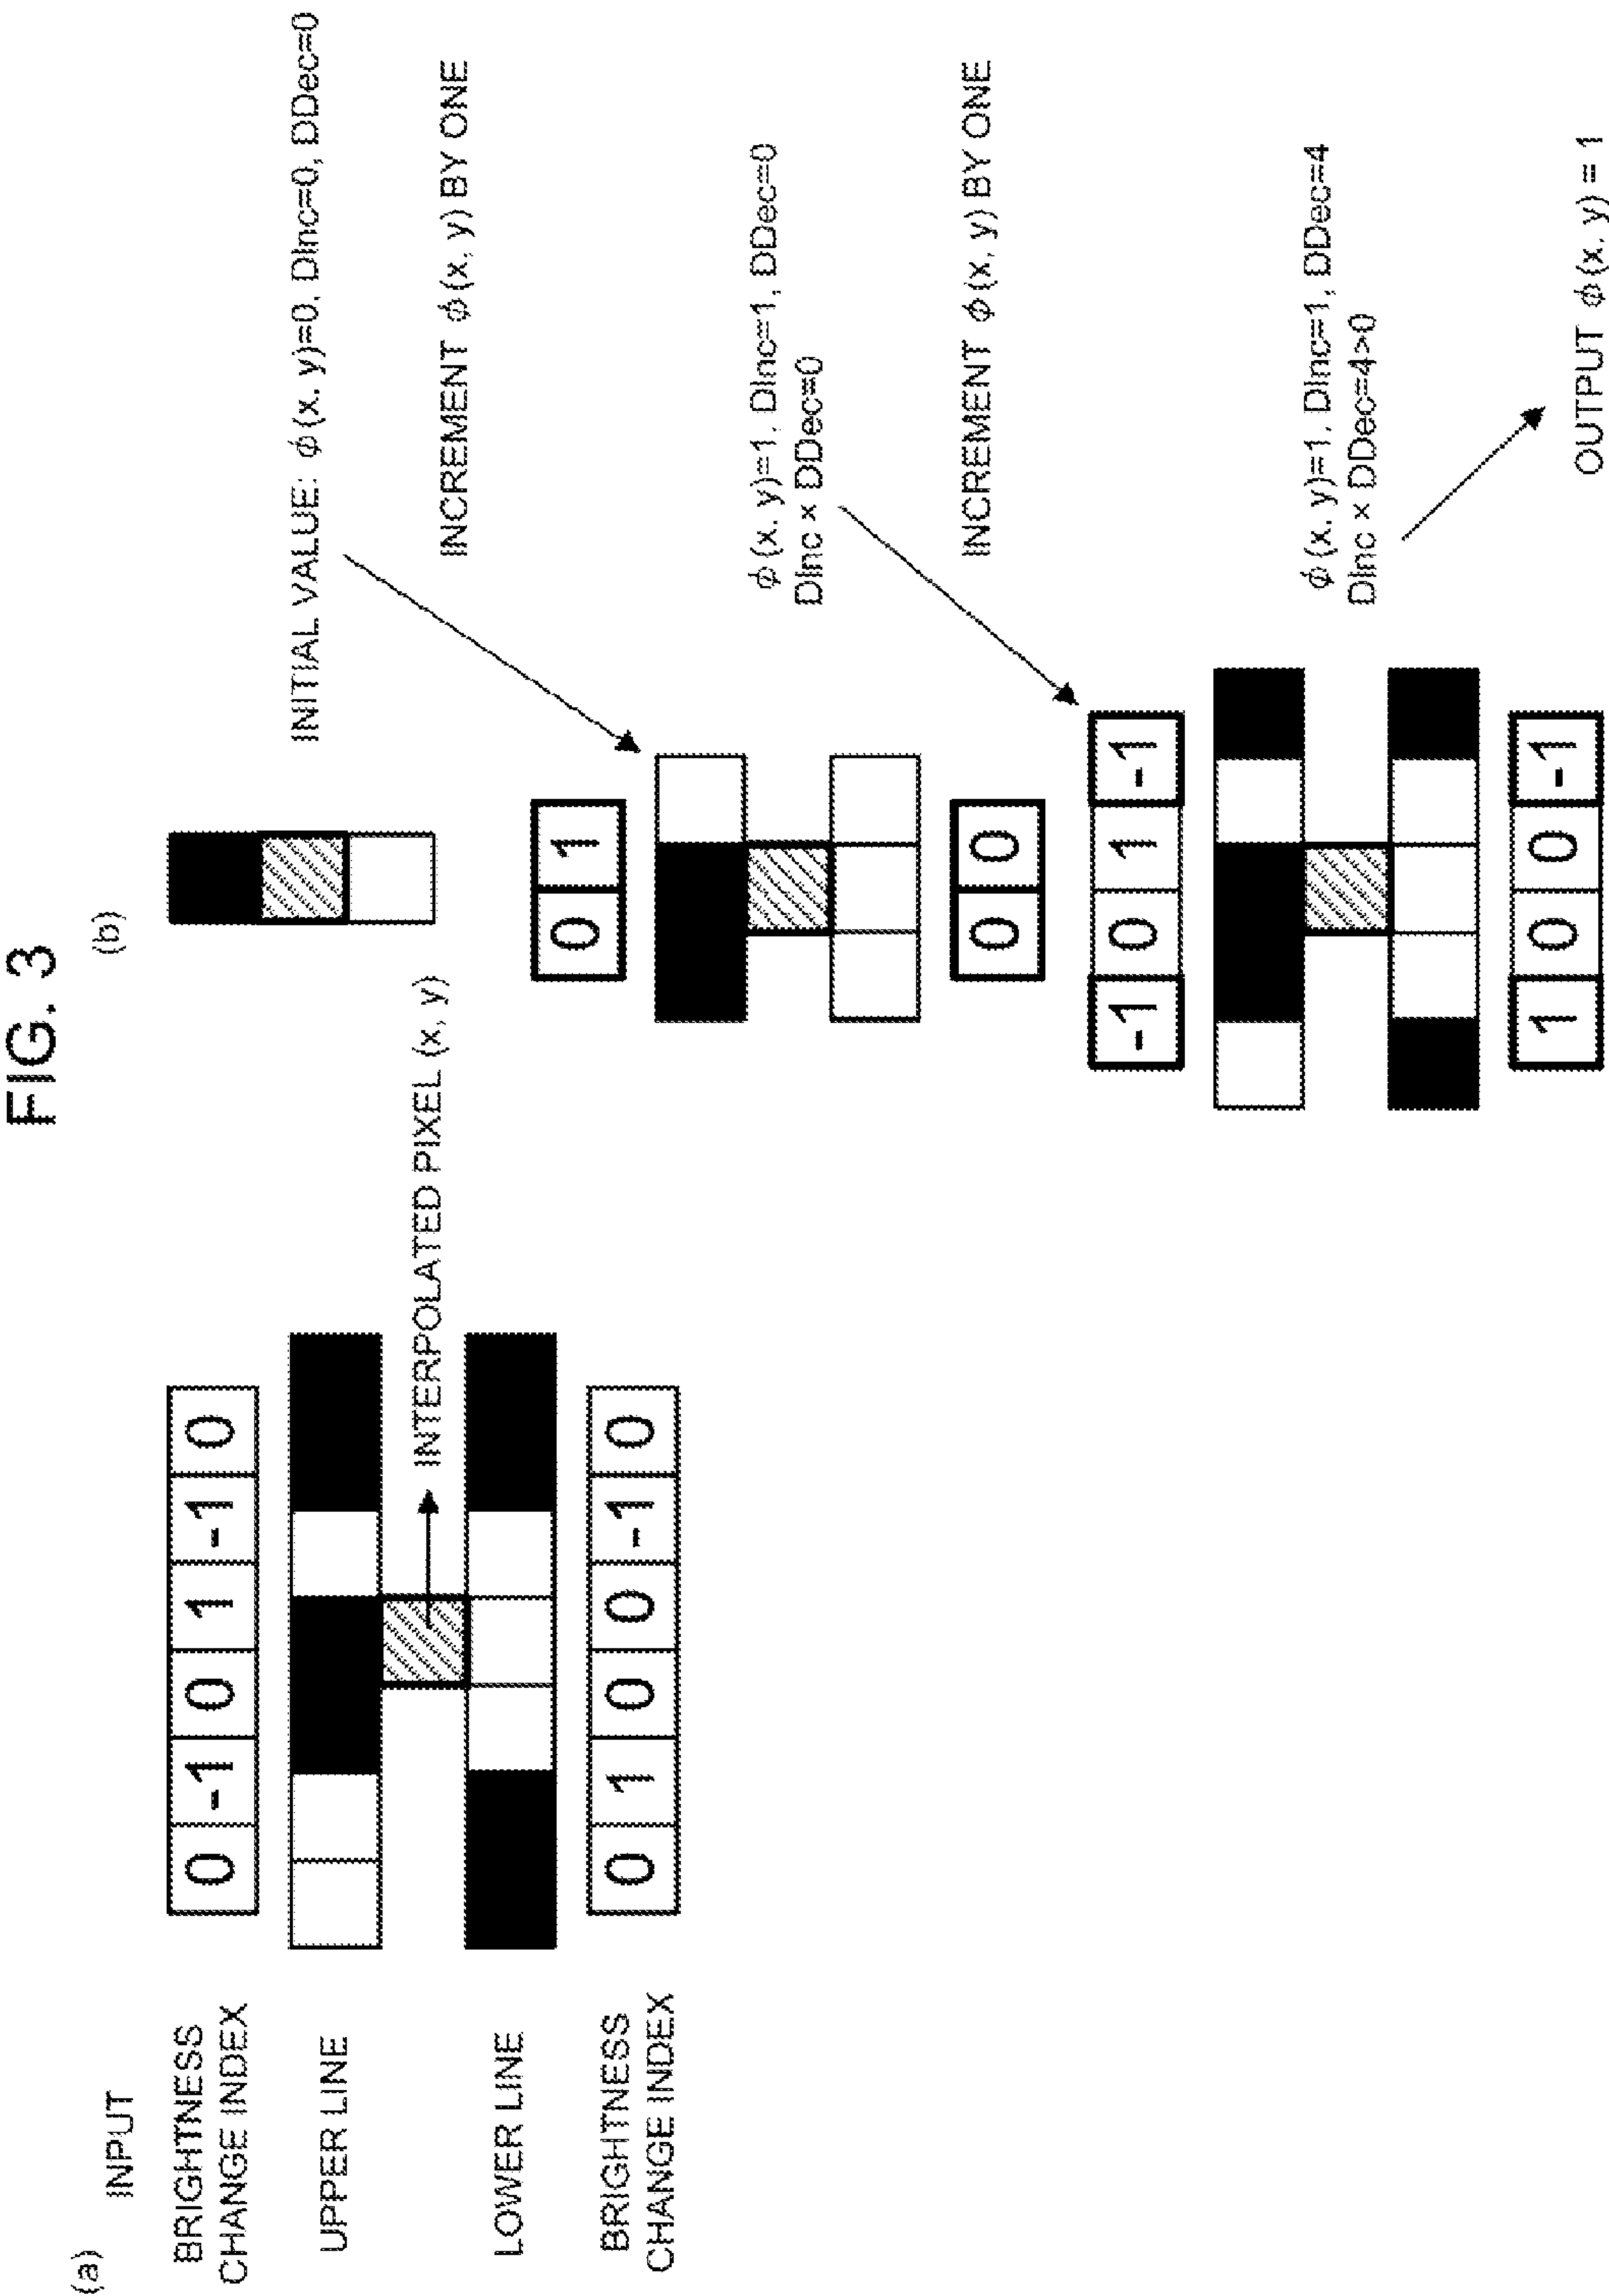 FIG. 3
(a)
INPUT
BRIGHTNESS
CHANGE INDEX
0 -1 0 1 -1 0
UPPER LINE
INTERPOLATED PIXEL (x, y)
LOWER LINE
BRIGHTNESS
CHANGE INDEX
0 1 0 0 -1 0
(b)
INITIAL VALUE: ϕ(x, y)=0, DInc=0, DDec=0
INCREMENT ϕ(x, y) BY ONE
0 1
0 0
ϕ(x, y)=1, DInc=1, DDec=0
DInc × DDec=0
INCREMENT ϕ(x, y) BY ONE
-1 0 1 -1
1 0 0 -1
ϕ(x, y)=1, DInc=1, DDec=4
DInc × DDec=4>0
OUTPUT ϕ(x, y) = 1